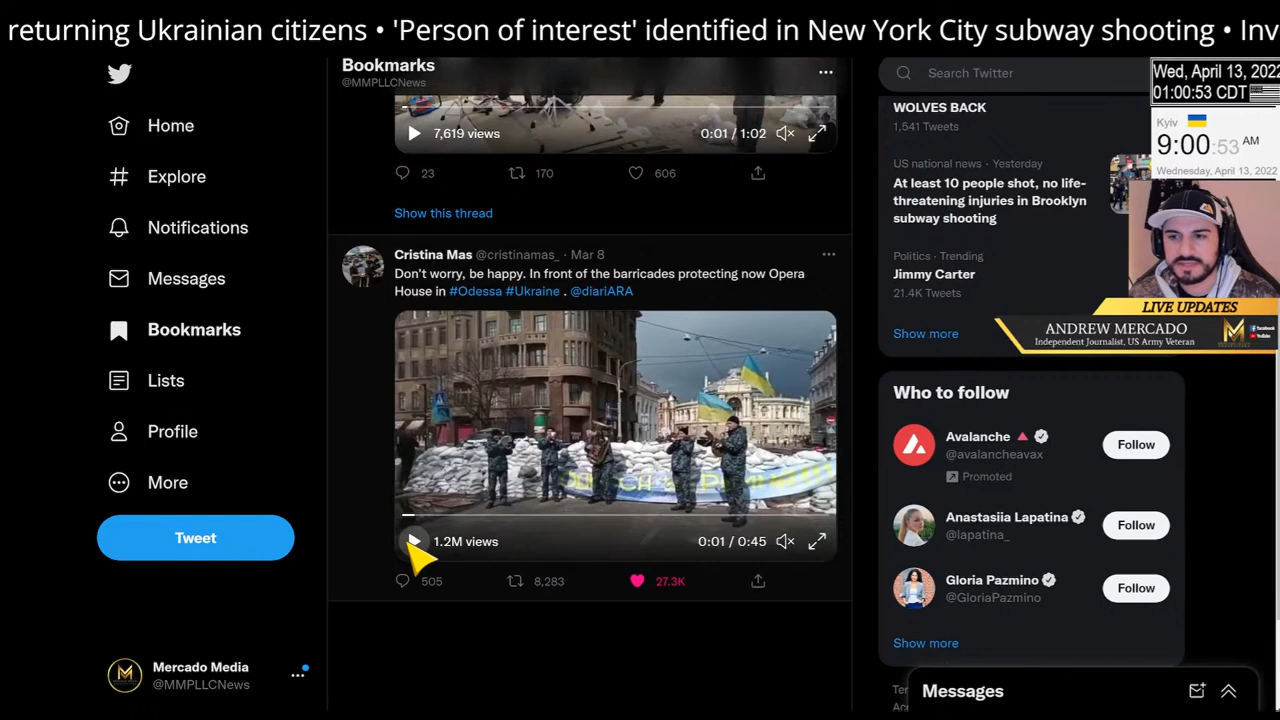 returning Ukrainian citizens • 'Person of interest' identified in New York City subway shooting • Inv
Home
Explore
Notifications
Messages
Bookmarks
Lists
Profile
More
Tweet
Mercado Media
@MMPLLCNews
Bookmarks
@MMPLLCNews
7,619 views
0:01 / 1:02
23
170
606
Show this thread
Cristina Mas @cristinamas_ · Mar 8
Don't worry, be happy. In front of the barricades protecting now Opera
House in #Odessa #Ukraine . @diariARA
1.2M views
0:01 / 0:45
505
8,283
27.3K
Search Twitter
WOLVES BACK
1,541 Tweets
US national news · Yesterday
At least 10 people shot, no life-
threatening injuries in Brooklyn
subway shooting
Politics · Trending
Jimmy Carter
21.4K Tweets
Show more
Wed, April 13, 2022
01:00:53 CDT
Kyiv
9:00:53 AM
Wednesday, April 13, 2022
LIVE UPDATES
ANDREW MERCADO
Independent Journalist, US Army Veteran
Who to follow
Avalanche
@avalancheavax
Promoted
Follow
Anastasiia Lapatina
@lapatina_
Follow
Gloria Pazmino
@GloriaPazmino
Follow
Show more
Messages